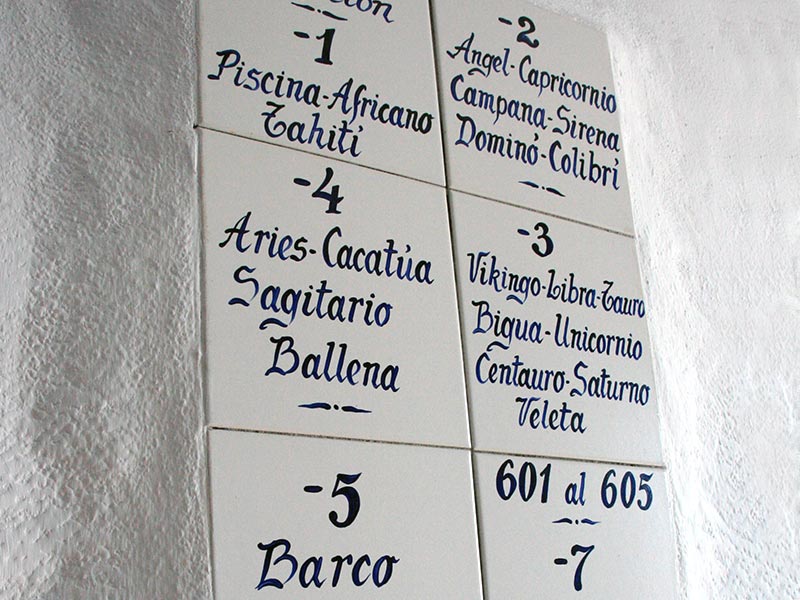 -1
Piscina-Africano
Tahití
-2
Angel-Capricornio
Campana-Sirena
Dominó-Colibrí
-4
Aries-Cacatúa
Sagitario
Ballena
-3
Vikingo-Libra-Tauro
Bigua-Unicornio
Centauro-Saturno
Veleta
-5
Barco
601 al 605
-7